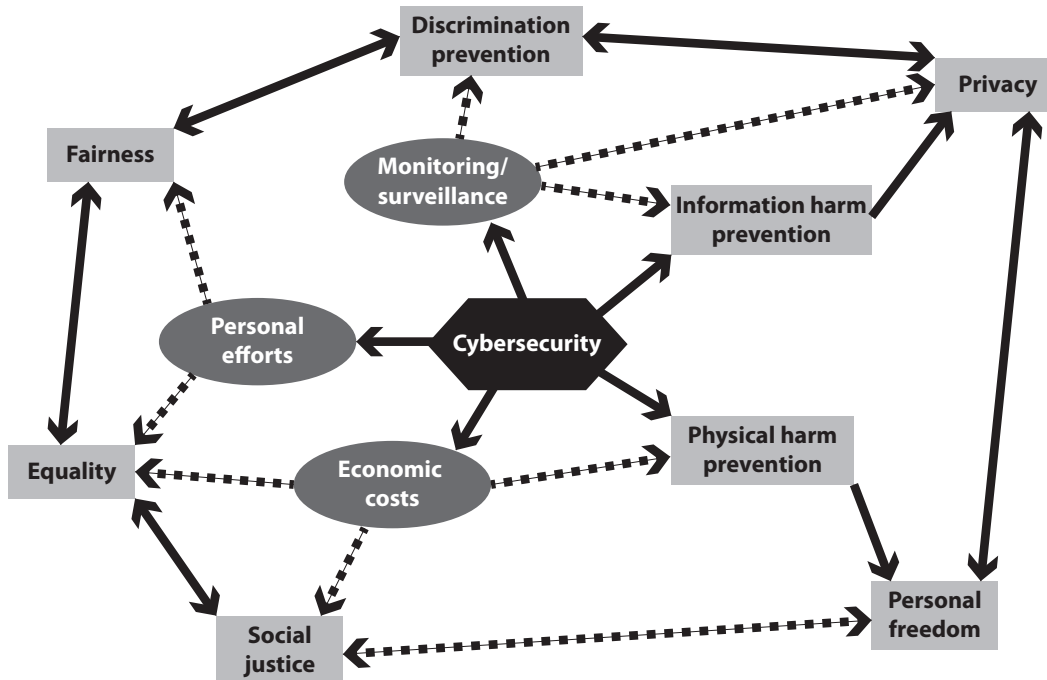 Discrimination
prevention
Privacy
Fairness
Monitoring/
surveillance
Information harm
prevention
Personal
efforts
Cybersecurity
Physical harm
prevention
Equality
Economic
costs
Personal
freedom
Social
justice